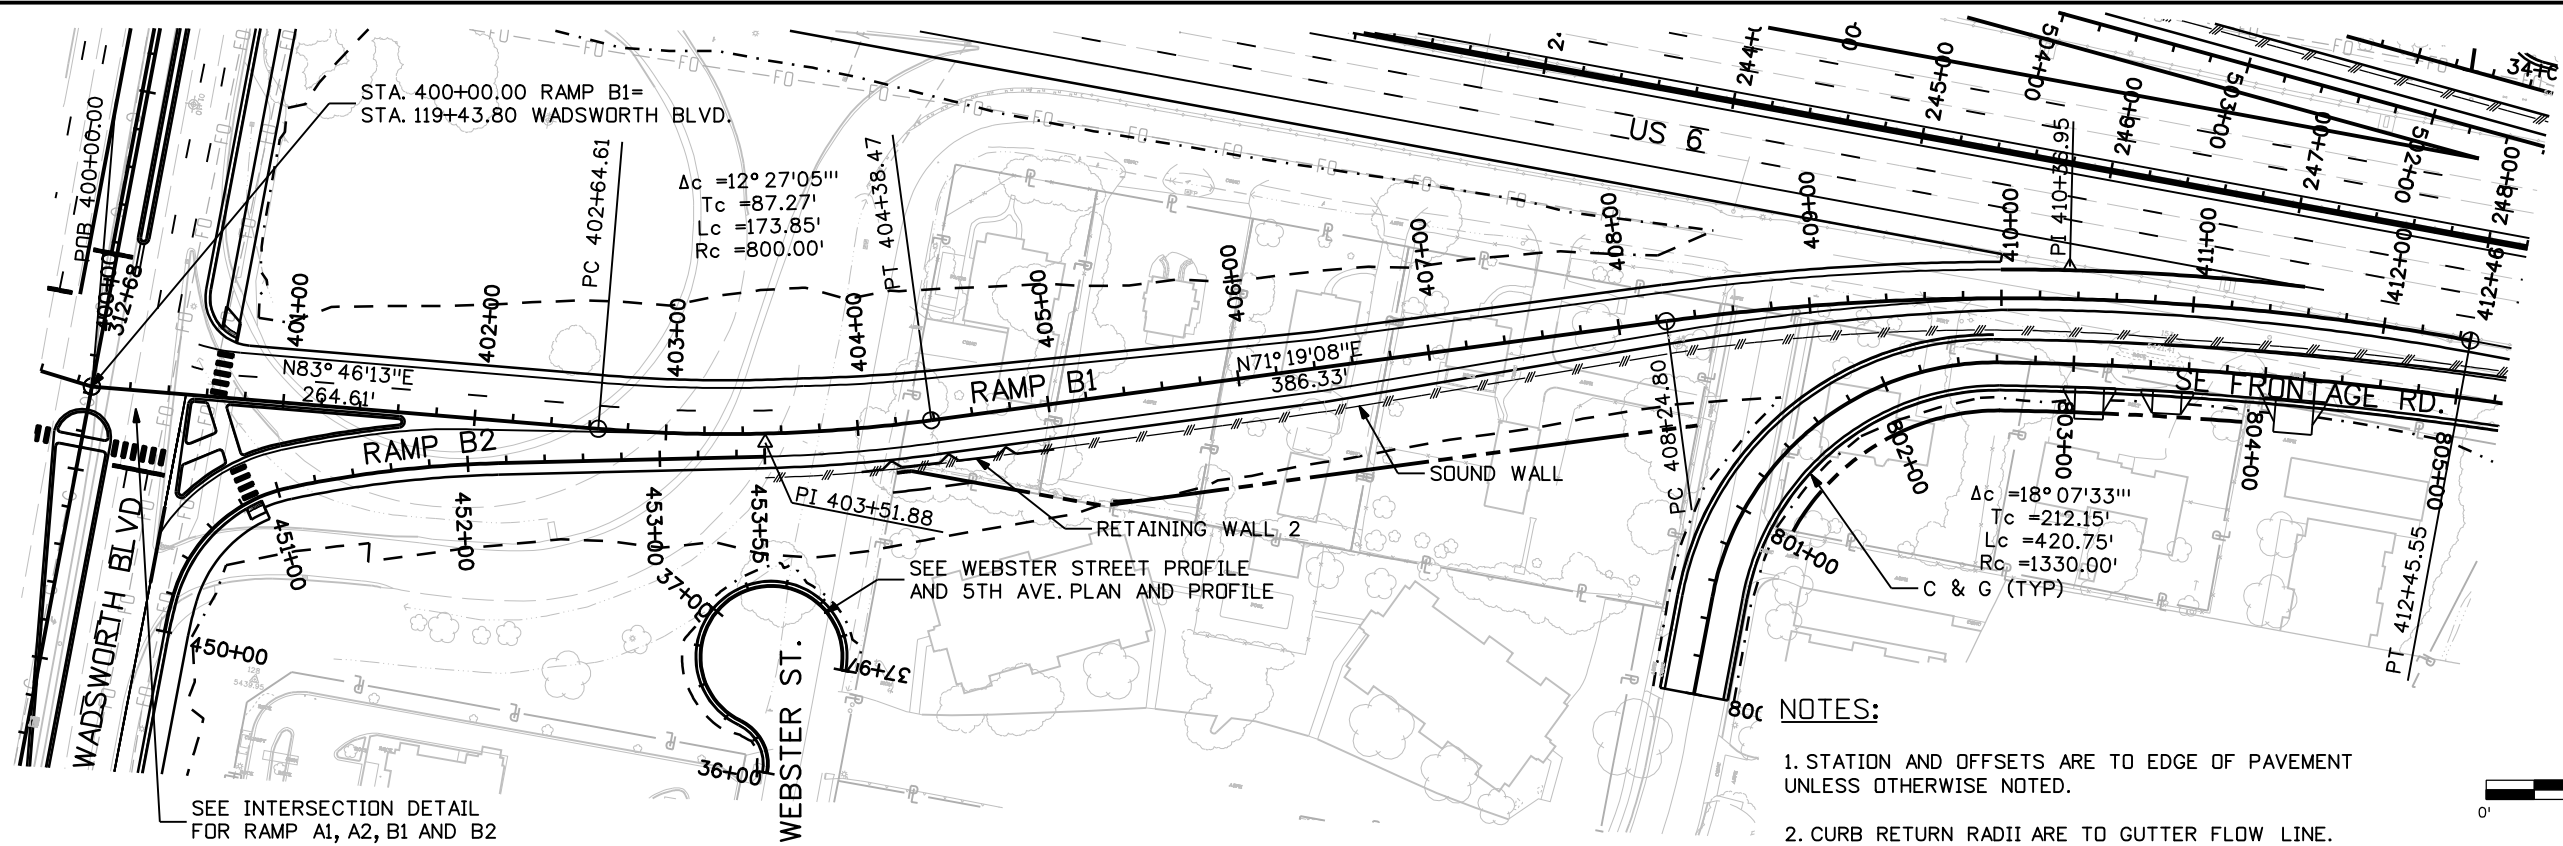 STA. 400+00.00 RAMP B1=
STA. 119+43.80 WADSWORTH BLVD.
POB 400+00.00
400+00
312+68
401+00
402+00
403+00
404+00
405+00
406+00
407+00
408+00
409+00
410+00
411+00
412+00
412+46
PC 402+64.61
Δc =12° 27'05'''
Tc =87.27'
Lc =173.85'
Rc =800.00'
PT 404+38.47
US 6
244+
00
245+00
504+00
246+00
503+00
247+00
502+00
248+00
34+
N83° 46'13"E
264.61'
RAMP B2
RAMP B1
N71° 19'08"E
386.33'
PI 403+51.88
PC 408+24.80
SOUND WALL
RETAINING WALL 2
SEE WEBSTER STREET PROFILE
AND 5TH AVE. PLAN AND PROFILE
SE FRONTAGE RD.
450+00
451+00
452+00
453+00
453+55
36+00
37+00
37+97
801+00
802+00
803+00
804+00
805+00
Δc =18° 07'33'''
Tc =212.15'
Lc =420.75'
Rc =1330.00'
C & G (TYP)
PT 412+45.55
WADSWORTH BLVD
WEBSTER ST.
SEE INTERSECTION DETAIL
FOR RAMP A1, A2, B1 AND B2
NOTES:
1. STATION AND OFFSETS ARE TO EDGE OF PAVEMENT
UNLESS OTHERWISE NOTED.
2. CURB RETURN RADII ARE TO GUTTER FLOW LINE.
0'